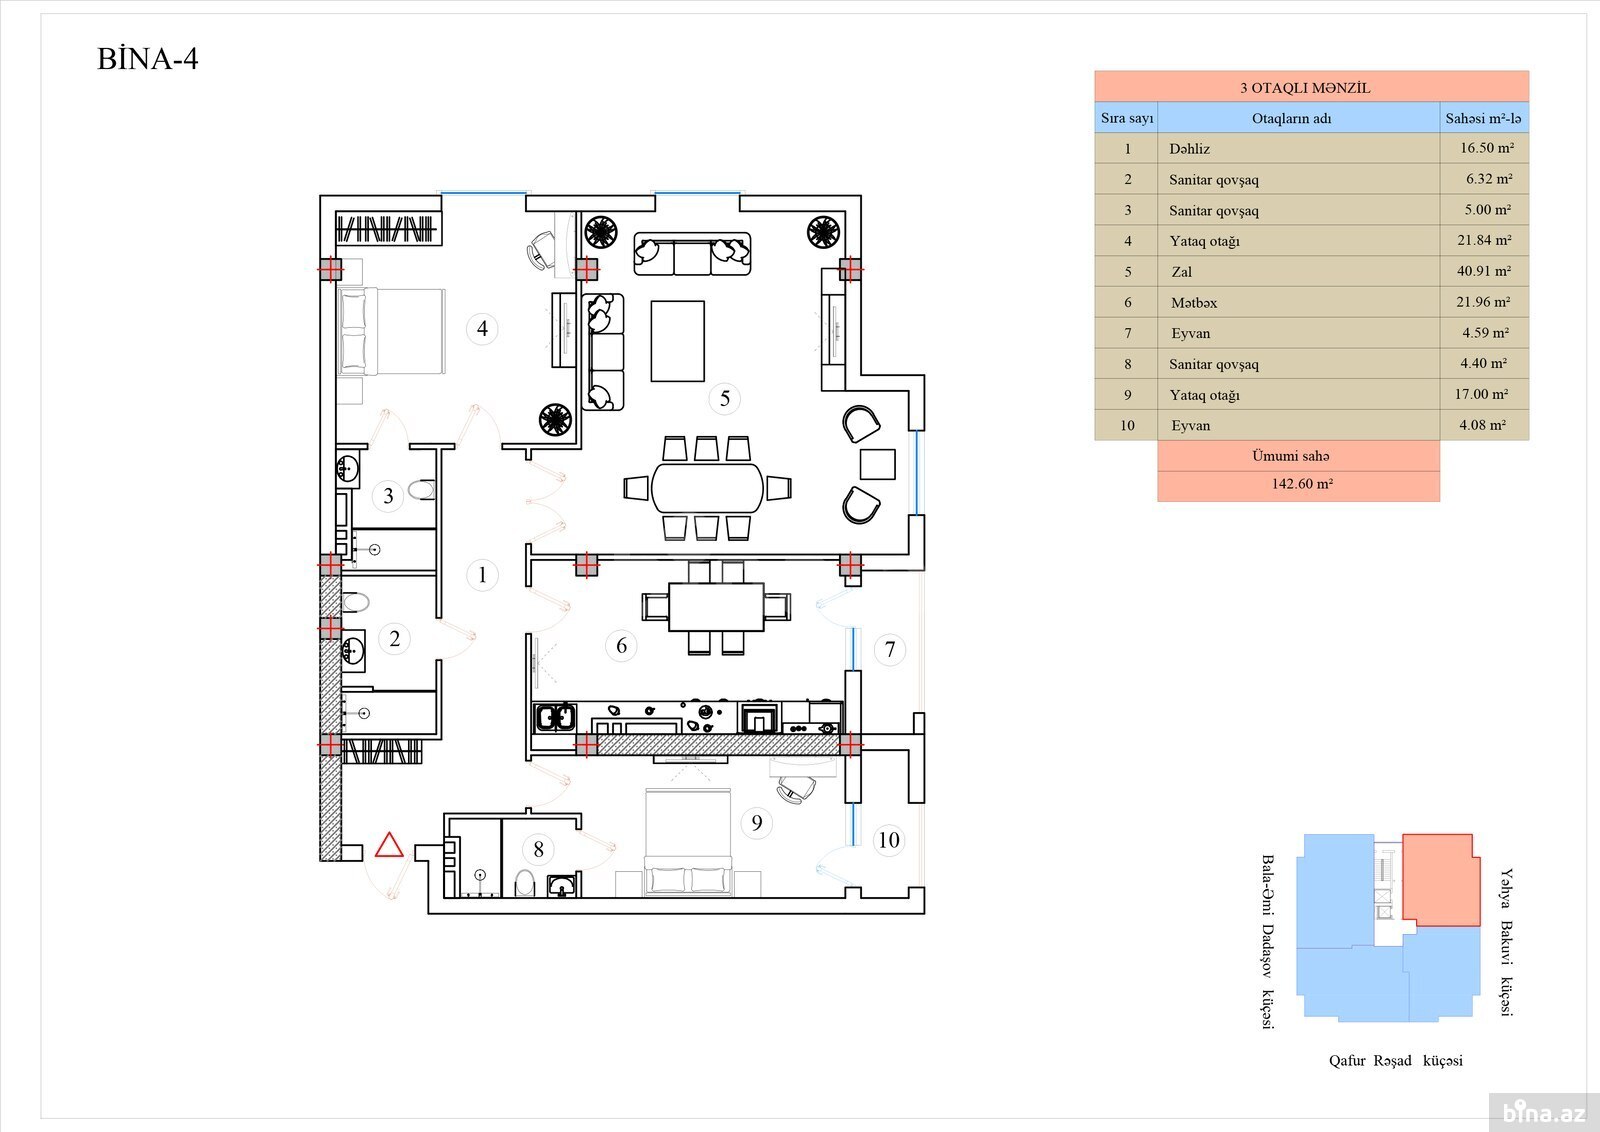 BİNA-4
3 OTAQLI MƏNZİL
Sıra sayı Otaqların adı Sahəsi m²-lə
1 Dəhliz 16.50 m²
2 Sanitar qovşaq 6.32 m²
3 Sanitar qovşaq 5.00 m²
4 Yataq otağı 21.84 m²
5 Zal 40.91 m²
6 Mətbəx 21.96 m²
7 Eyvan 4.59 m²
8 Sanitar qovşaq 4.40 m²
9 Yataq otağı 17.00 m²
10 Eyvan 4.08 m²
Ümumi sahə
142.60 m²
4
5
3
1
2
6
7
9
8
10
Bala-Əmi Dadaşov küçəsi
Yəhya Bakuvi küçəsi
Qafur Rəşad küçəsi
bina.az